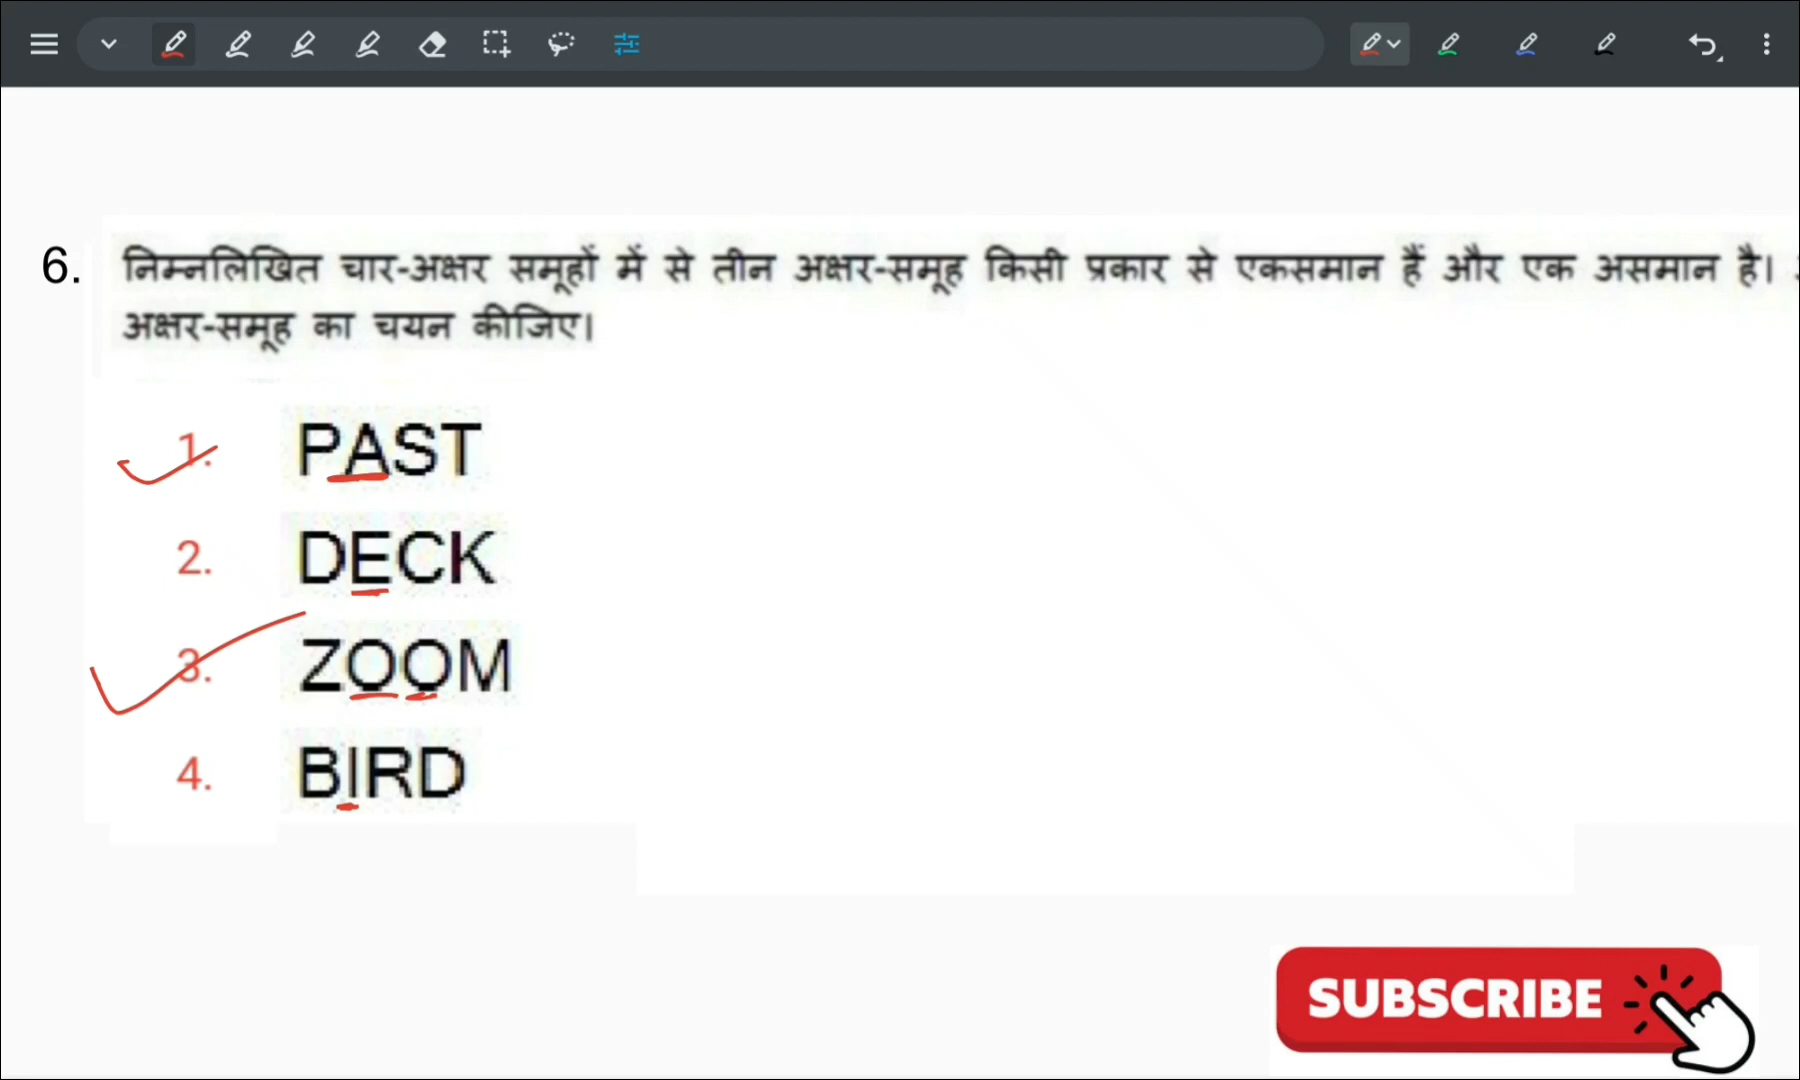 6. निम्नलिखित चार-अक्षर समूहों में से तीन अक्षर-समूह किसी प्रकार से एकसमान हैं और एक असमान है।
अक्षर-समूह का चयन कीजिए।
1. PAST
2. DECK
3. ZOOM
4. BIRD
SUBSCRIBE